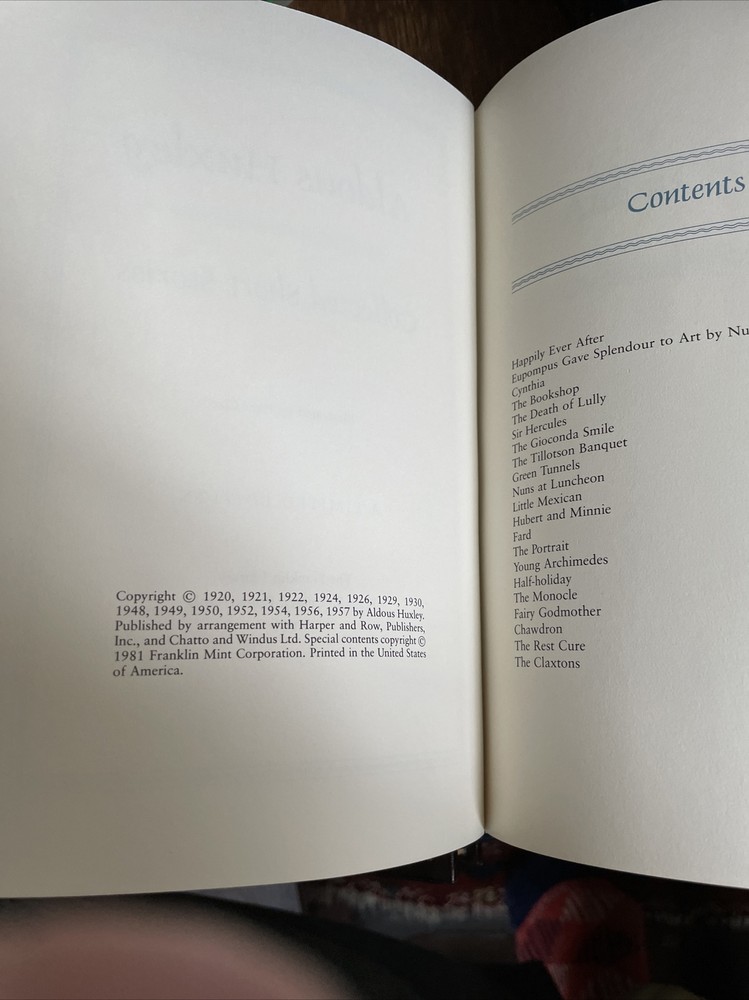 Copyright © 1920, 1921, 1922, 1924, 1926, 1929, 1930,
1948, 1949, 1950, 1952, 1954, 1956, 1957 by Aldous Huxley.
Published by arrangement with Harper and Row, Publishers,
Inc., and Chatto and Windus Ltd. Special contents copyright ©
1981 Franklin Mint Corporation. Printed in the United States
of America.
Contents
Happily Ever After
Eupompus Gave Splendour to Art by Nu
Cynthia
The Bookshop
The Death of Lully
Sir Hercules
The Gioconda Smile
The Tillotson Banquet
Green Tunnels
Nuns at Luncheon
Little Mexican
Hubert and Minnie
Fard
The Portrait
Young Archimedes
Half-holiday
The Monocle
Fairy Godmother
Chawdron
The Rest Cure
The Claxtons